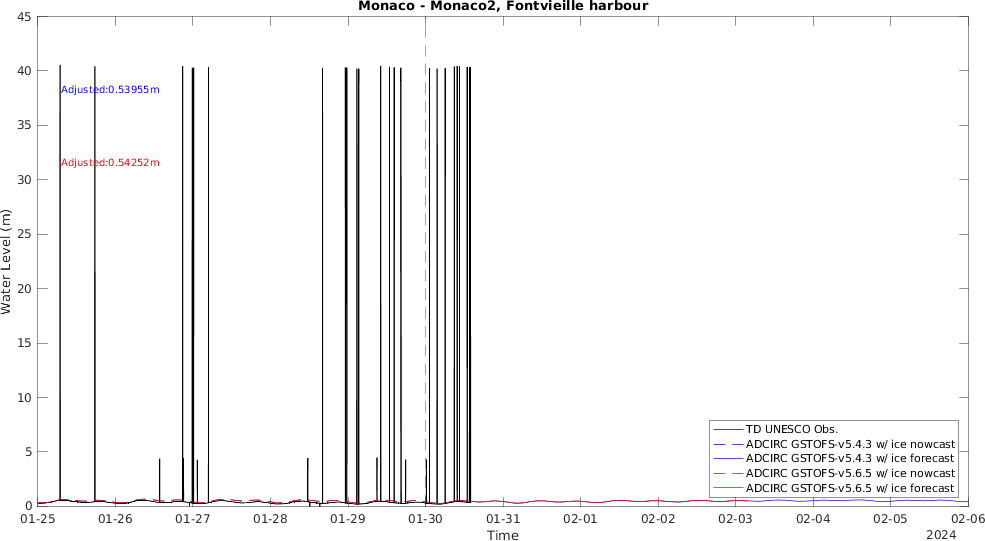 Monaco - Monaco2, Fontvieille harbour
45
40
35
30
25
20
15
10
5
0
Water Level (m)
Adjusted:0.53955m
Adjusted:0.54252m
TD UNESCO Obs.
ADCIRC GSTOFS-v5.4.3 w/ ice nowcast
ADCIRC GSTOFS-v5.4.3 w/ ice forecast
ADCIRC GSTOFS-v5.6.5 w/ ice nowcast
ADCIRC GSTOFS-v5.6.5 w/ ice forecast
01-25 01-26 01-27 01-28 01-29 01-30 01-31 02-01 02-02 02-03 02-04 02-05 02-06
Time
2024